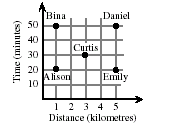 Time (minutes)
Bina Daniel
50
40
Curtis
30
20
Alison Emily
10
1 2 3 4 5
Distance (kilometres)